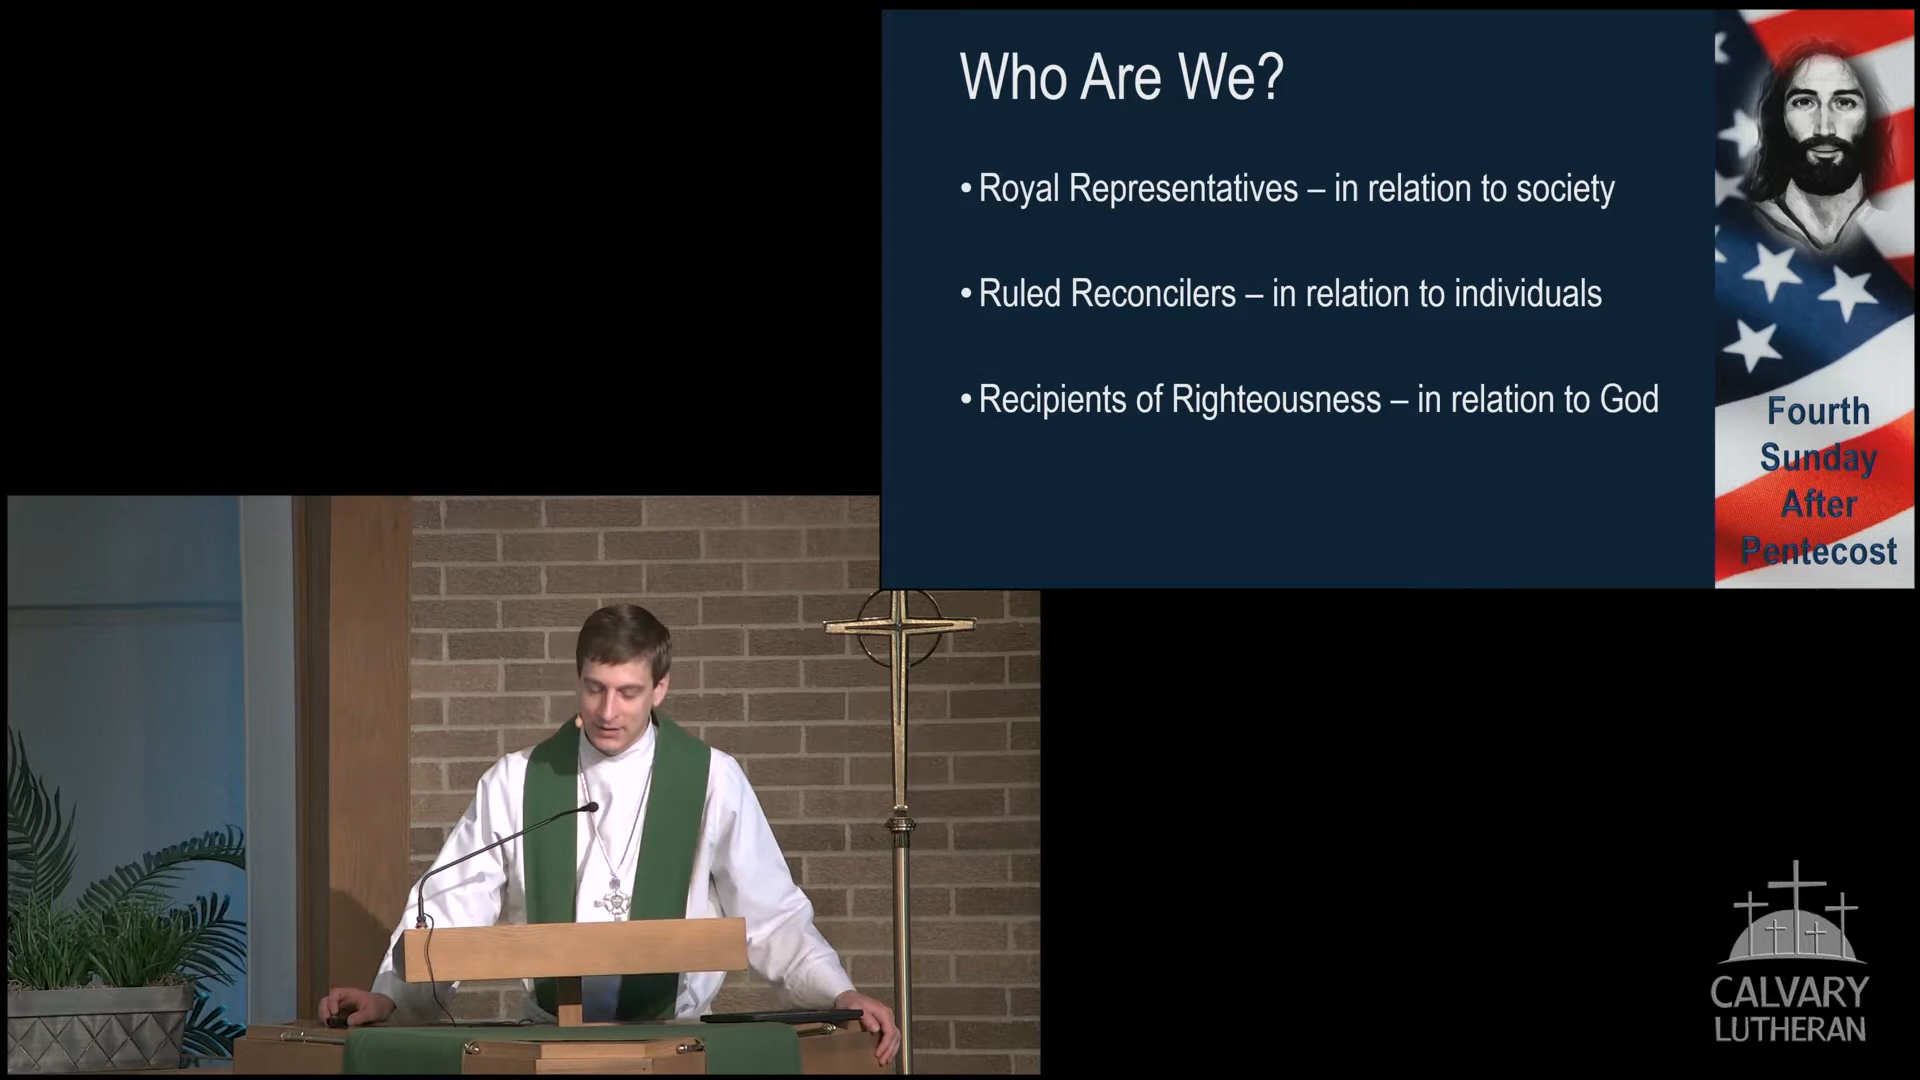 Who Are We?
• Royal Representatives – in relation to society
• Ruled Reconcilers – in relation to individuals
• Recipients of Righteousness – in relation to God
Fourth
Sunday
After
Pentecost
CALVARY
LUTHERAN